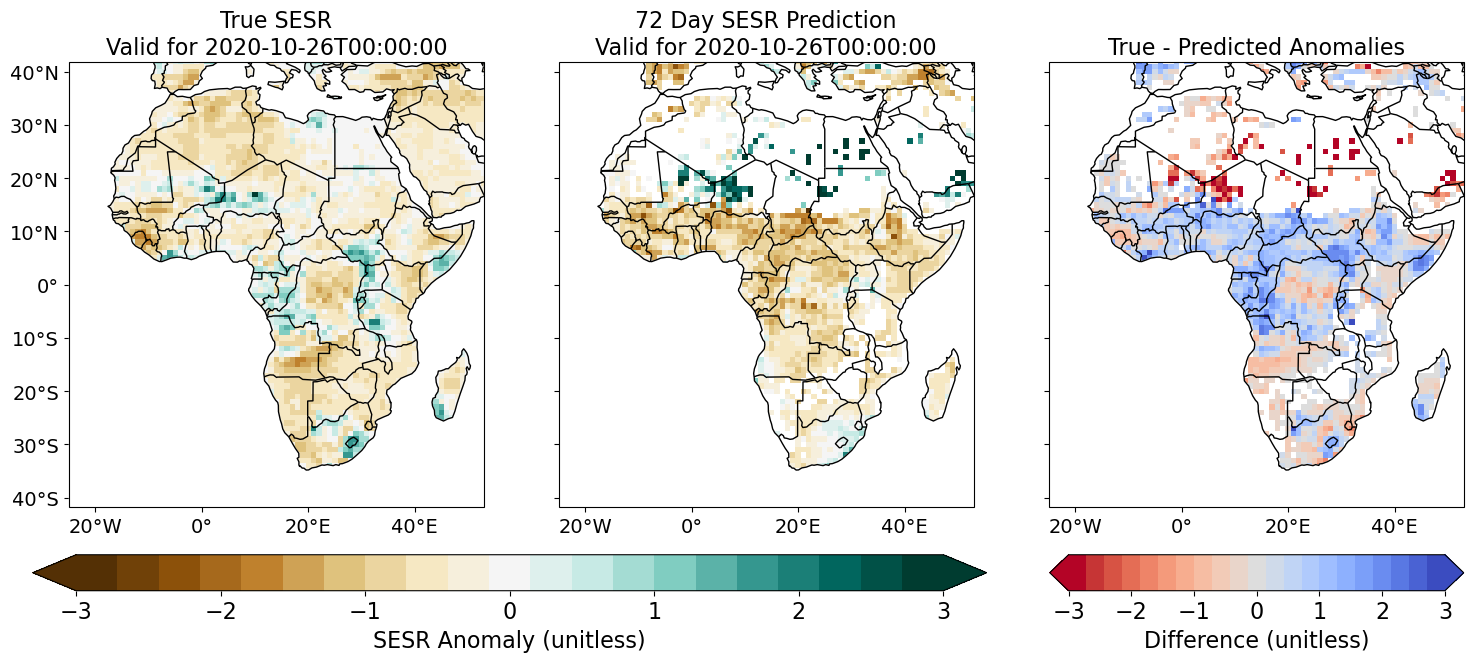 True SESR
Valid for 2020-10-26T00:00:00
72 Day SESR Prediction
Valid for 2020-10-26T00:00:00
True - Predicted Anomalies
40°N
30°N
20°N
10°N
0°
10°S
20°S
30°S
40°S
20°W 0° 20°E 40°E
20°W 0° 20°E 40°E
20°W 0° 20°E 40°E
−3 −2 −1 0 1 2 3
SESR Anomaly (unitless)
−3 −2 −1 0 1 2 3
Difference (unitless)